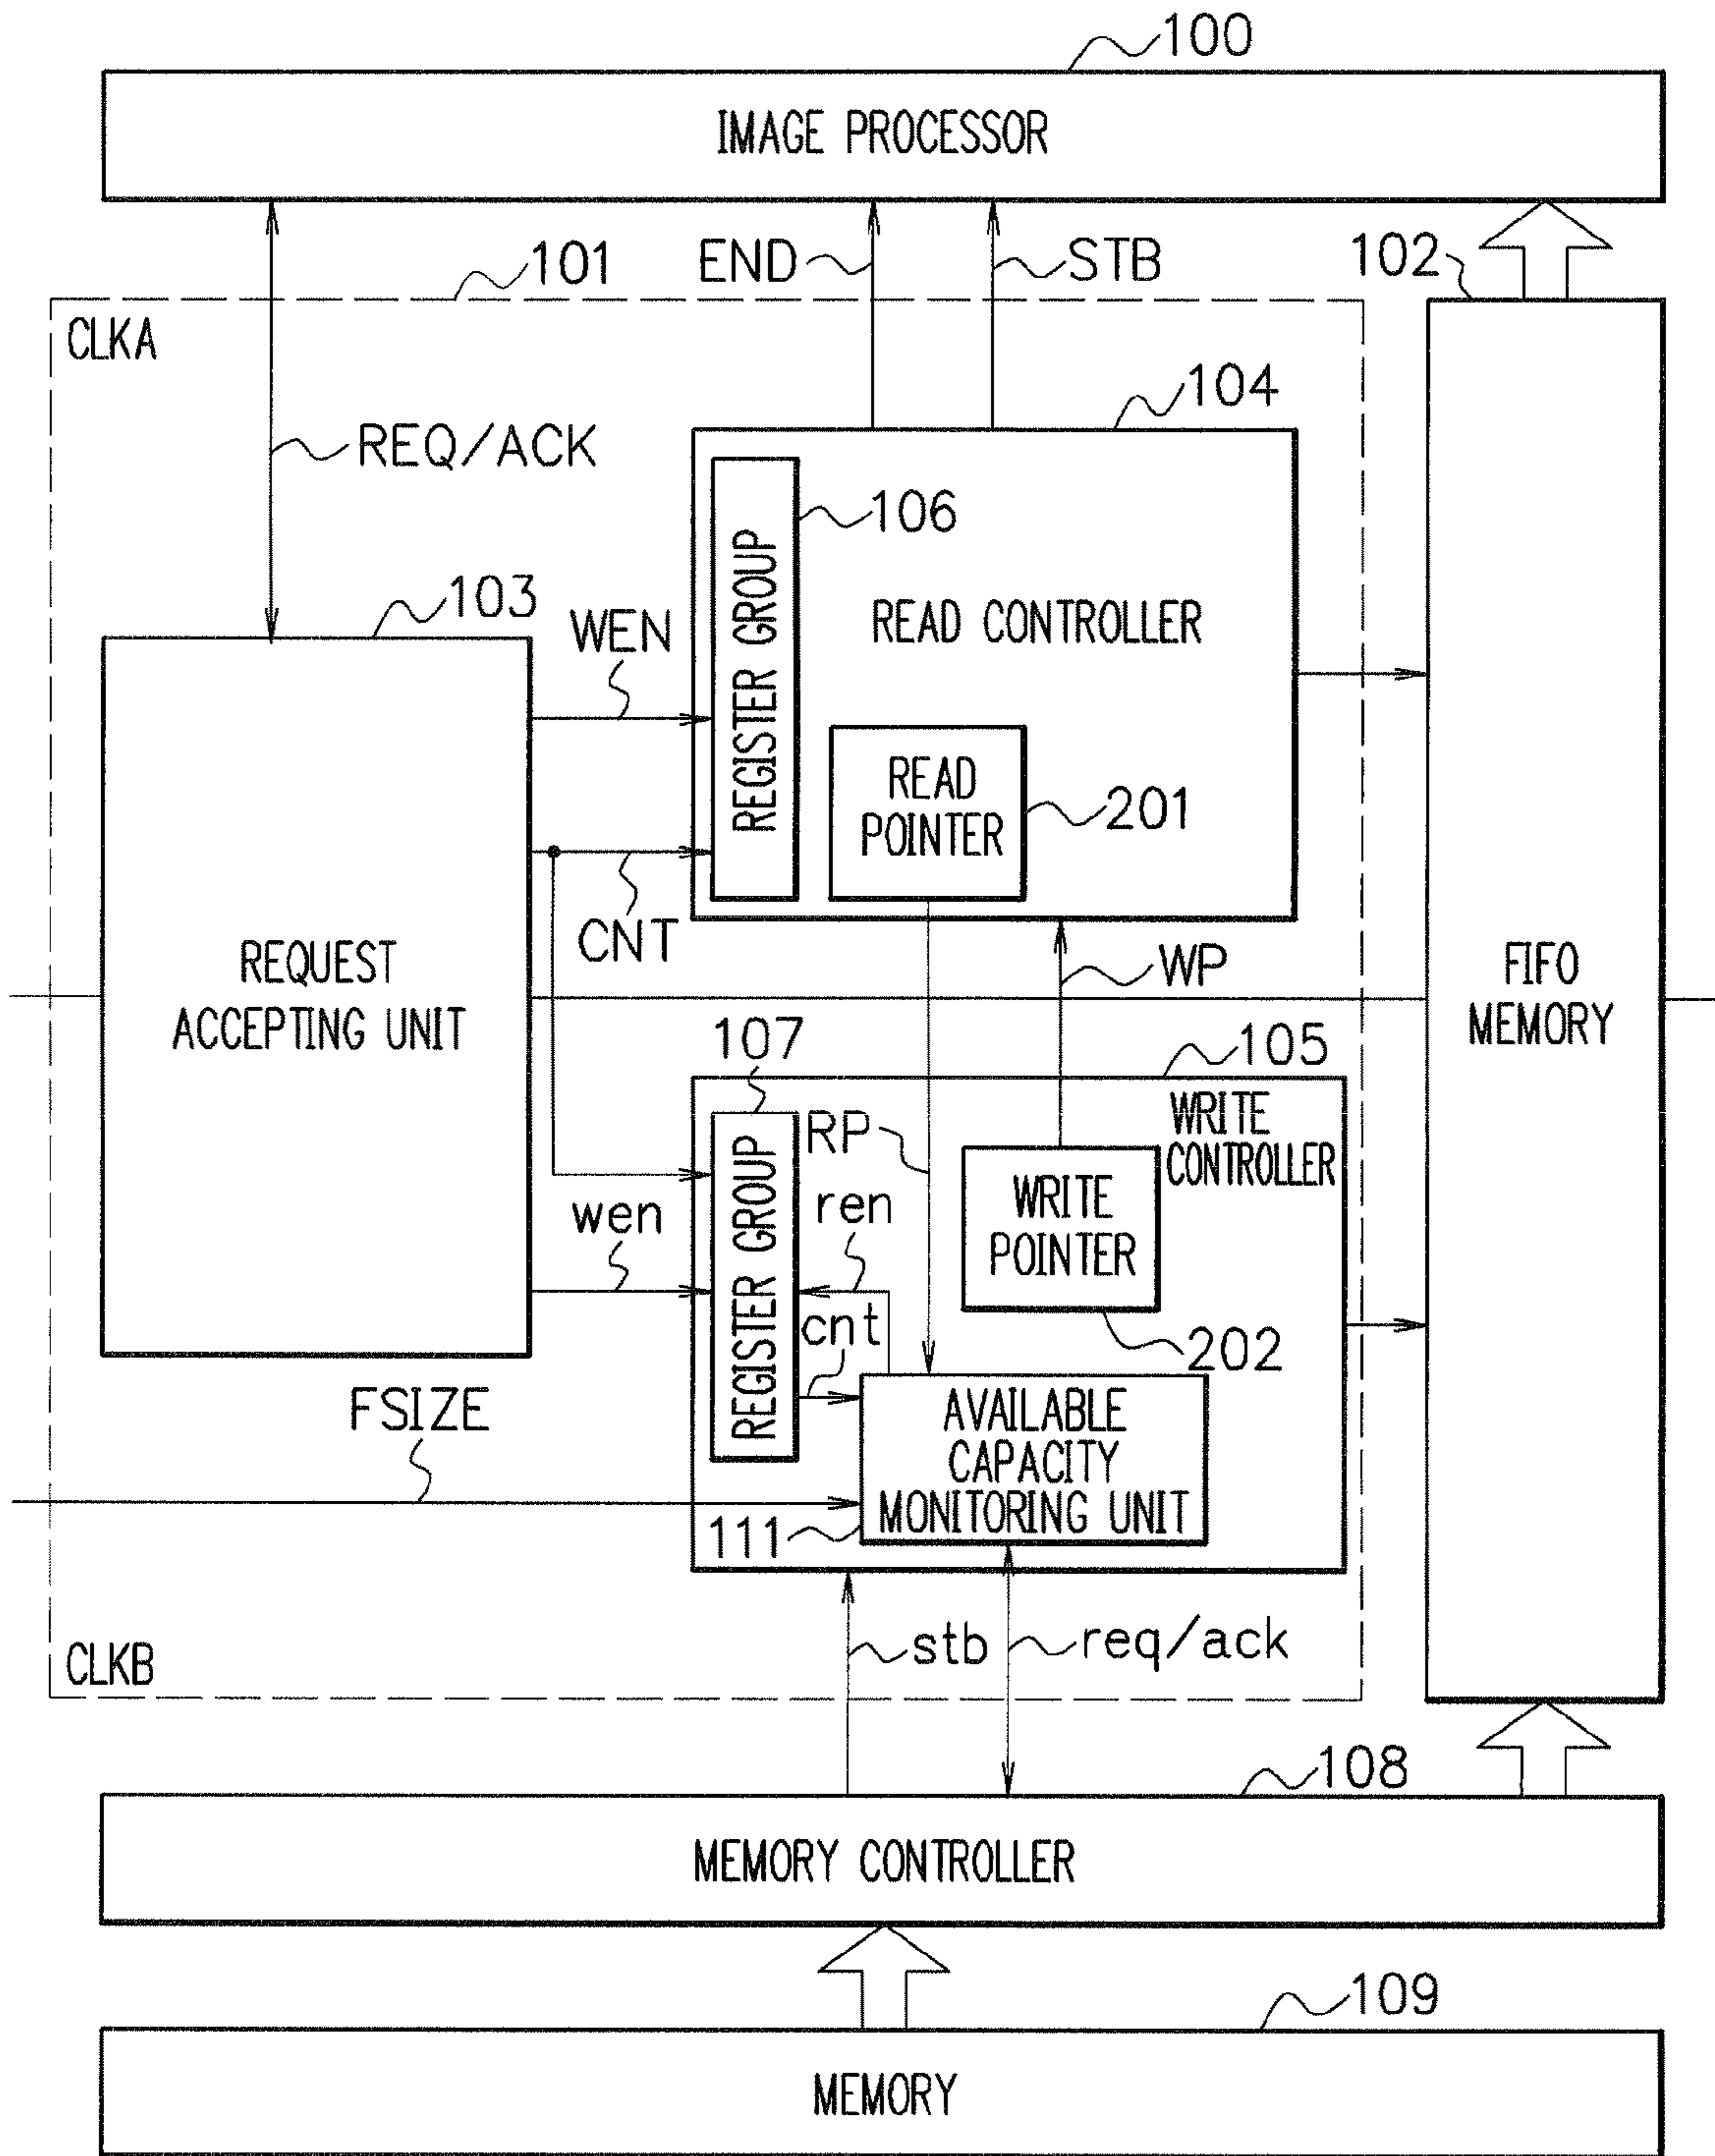 100
IMAGE PROCESSOR
101
END
STB
102
CLKA
104
REQ/ACK
106
REGISTER GROUP
READ CONTROLLER
103
WEN
READ
POINTER
201
CNT
REQUEST
ACCEPTING UNIT
WP
FIFO
MEMORY
107
105
WRITE
CONTROLLER
RP
REGISTER GROUP
wen
ren
WRITE
POINTER
cnt
202
FSIZE
AVAILABLE
CAPACITY
MONITORING UNIT
111
stb
req/ack
CLKB
108
MEMORY CONTROLLER
109
MEMORY